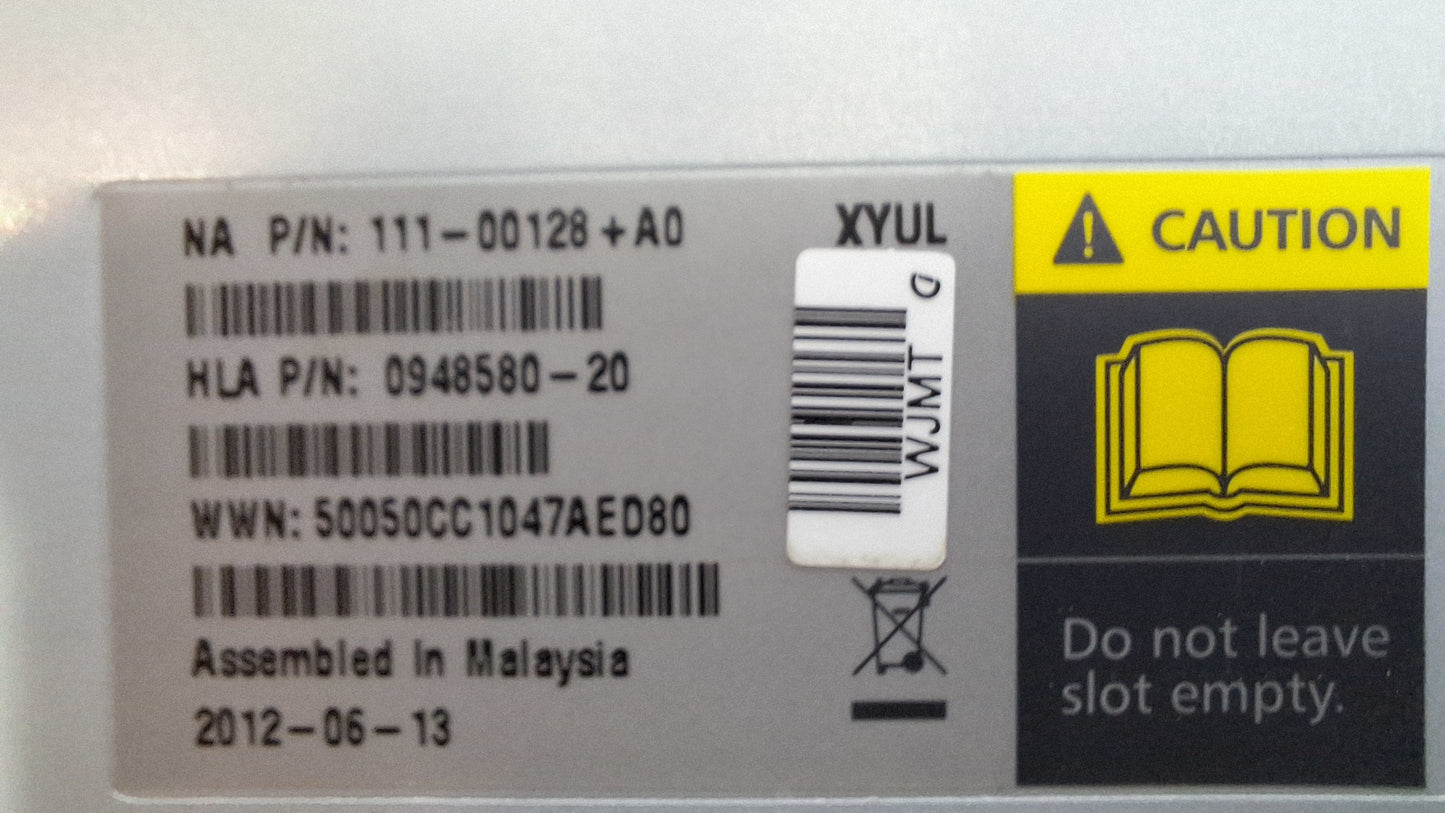 NA P/N: 111-00128+A0
HLA P/N: 0948580-20
WWN: 50050CC1047AED80
Assembled In Malaysia
2012-06-13
XYUL
WJMT
a
CAUTION
Do not leave
slot empty.